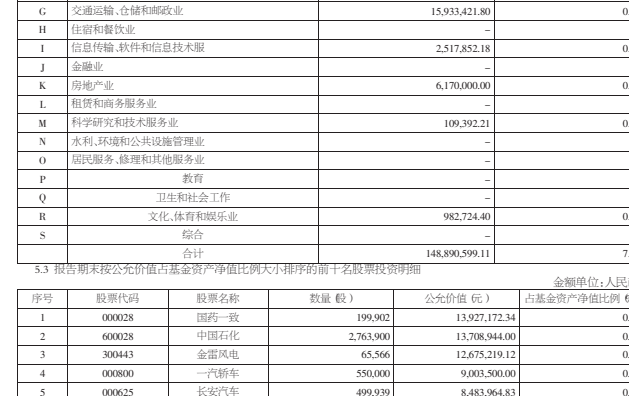 G 交通运输、仓储和邮政业 15,933,421.80 0.
H 住宿和餐饮业 –
I 信息传输、软件和信息技术服 2,517,852.18 0.
J 金融业 –
K 房地产业 6,170,000.00 0.
L 租赁和商务服务业 –
M 科学研究和技术服务业 109,392.21 0.
N 水利、环境和公共设施管理业 –
O 居民服务、修理和其他服务业 –
P 教育 –
Q 卫生和社会工作 –
R 文化、体育和娱乐业 982,724.40 0.
S 综合 –
合计 148,890,599.11 7.
5.3 报告期末按公允价值占基金资产净值比例大小排序的前十名股票投资明细
金额单位:人民
序号 股票代码 股票名称 数量(股) 公允价值(元) 占基金资产净值比例(
1 000028 国药一致 199,902 13,927,172.34 0.
2 600028 中国石化 2,763,900 13,708,944.00 0.
3 300443 金雷风电 65,566 12,675,219.12 0.
4 000800 一汽轿车 550,000 9,003,500.00 0.
5 000625 长安汽车 499,939 8,483,964.83 0.